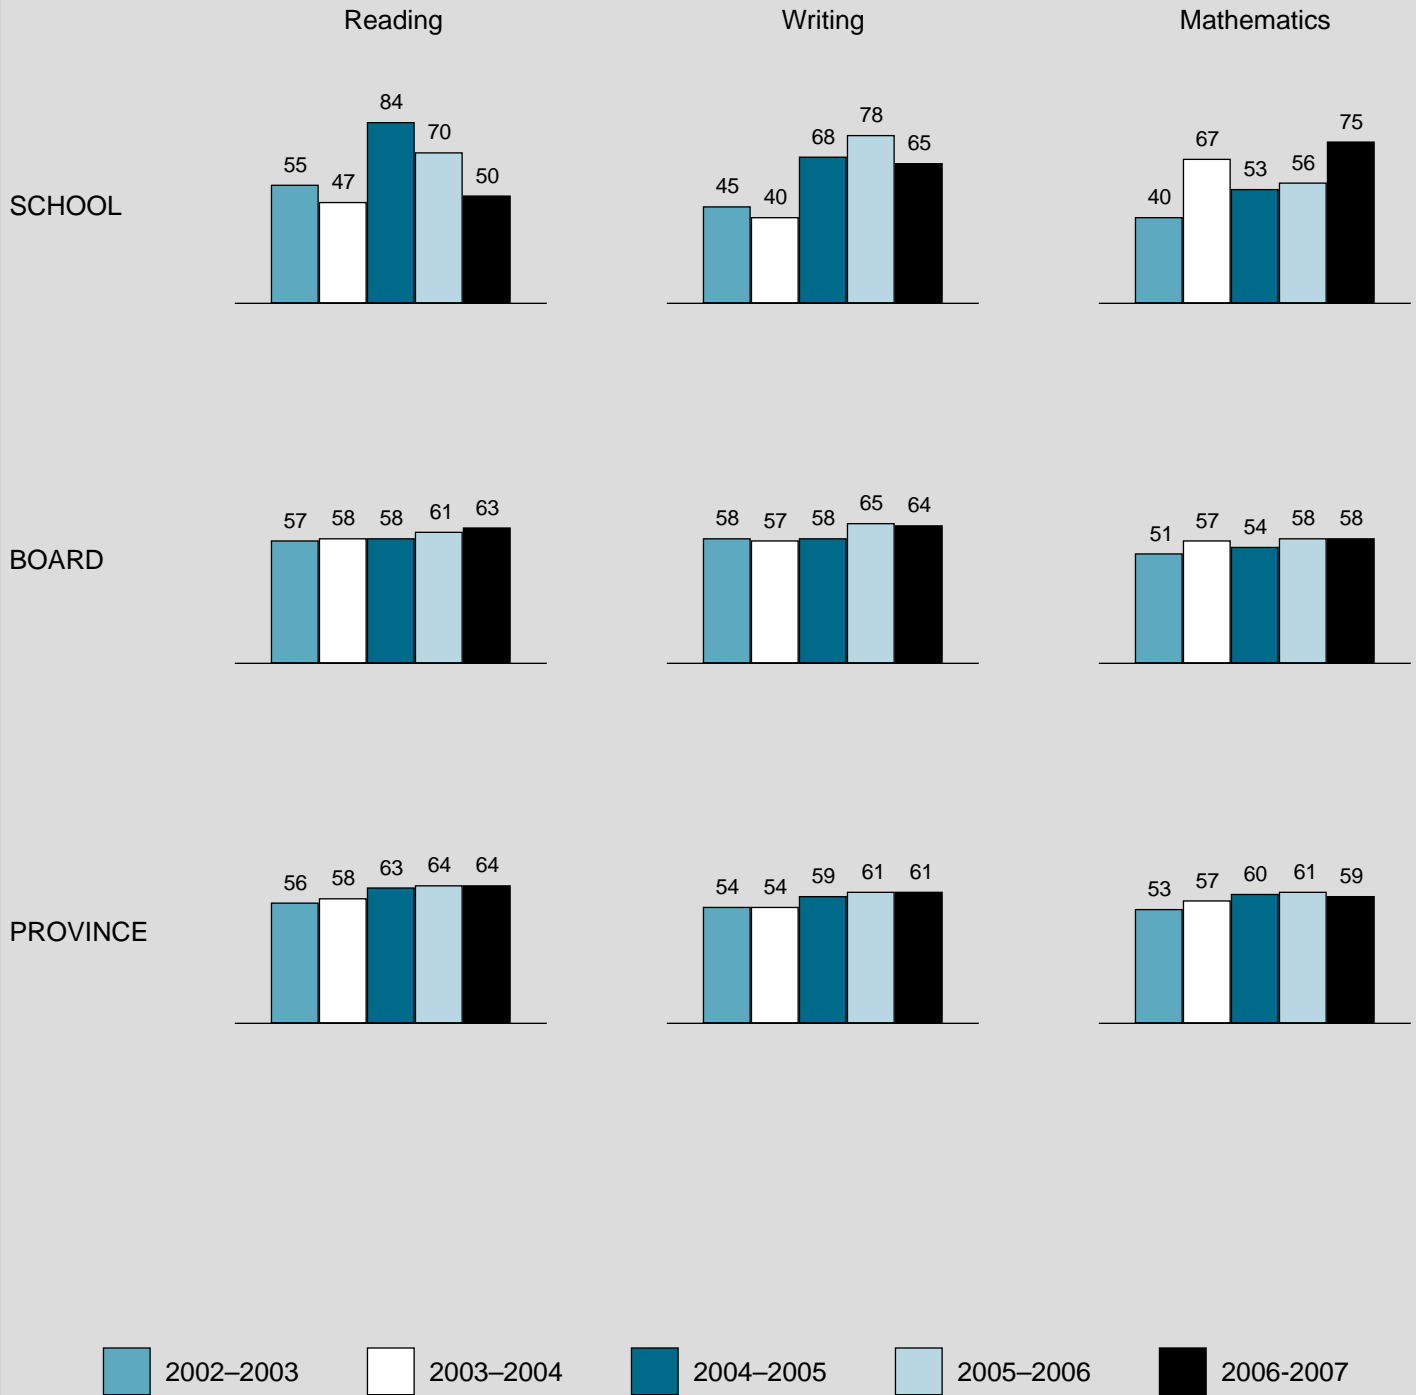 Reading Writing Mathematics
SCHOOL
55 47 84 70 50
45 40 68 78 65
40 67 53 56 75
BOARD
57 58 58 61 63
58 57 58 65 64
51 57 54 58 58
PROVINCE
56 58 63 64 64
54 54 59 61 61
53 57 60 61 59
2002–2003 2003–2004 2004–2005 2005–2006 2006-2007